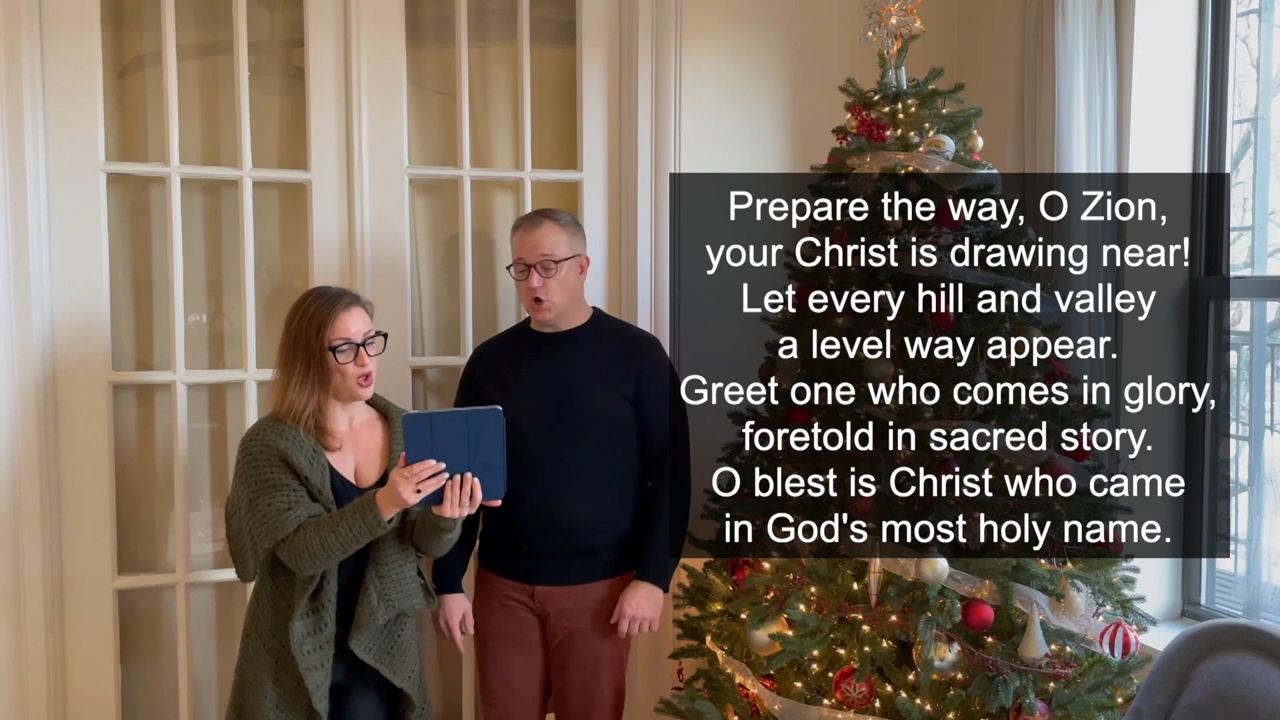 Prepare the way, O Zion,
your Christ is drawing near!
Let every hill and valley
a level way appear.
Greet one who comes in glory,
foretold in sacred story.
O blest is Christ who came
in God's most holy name.